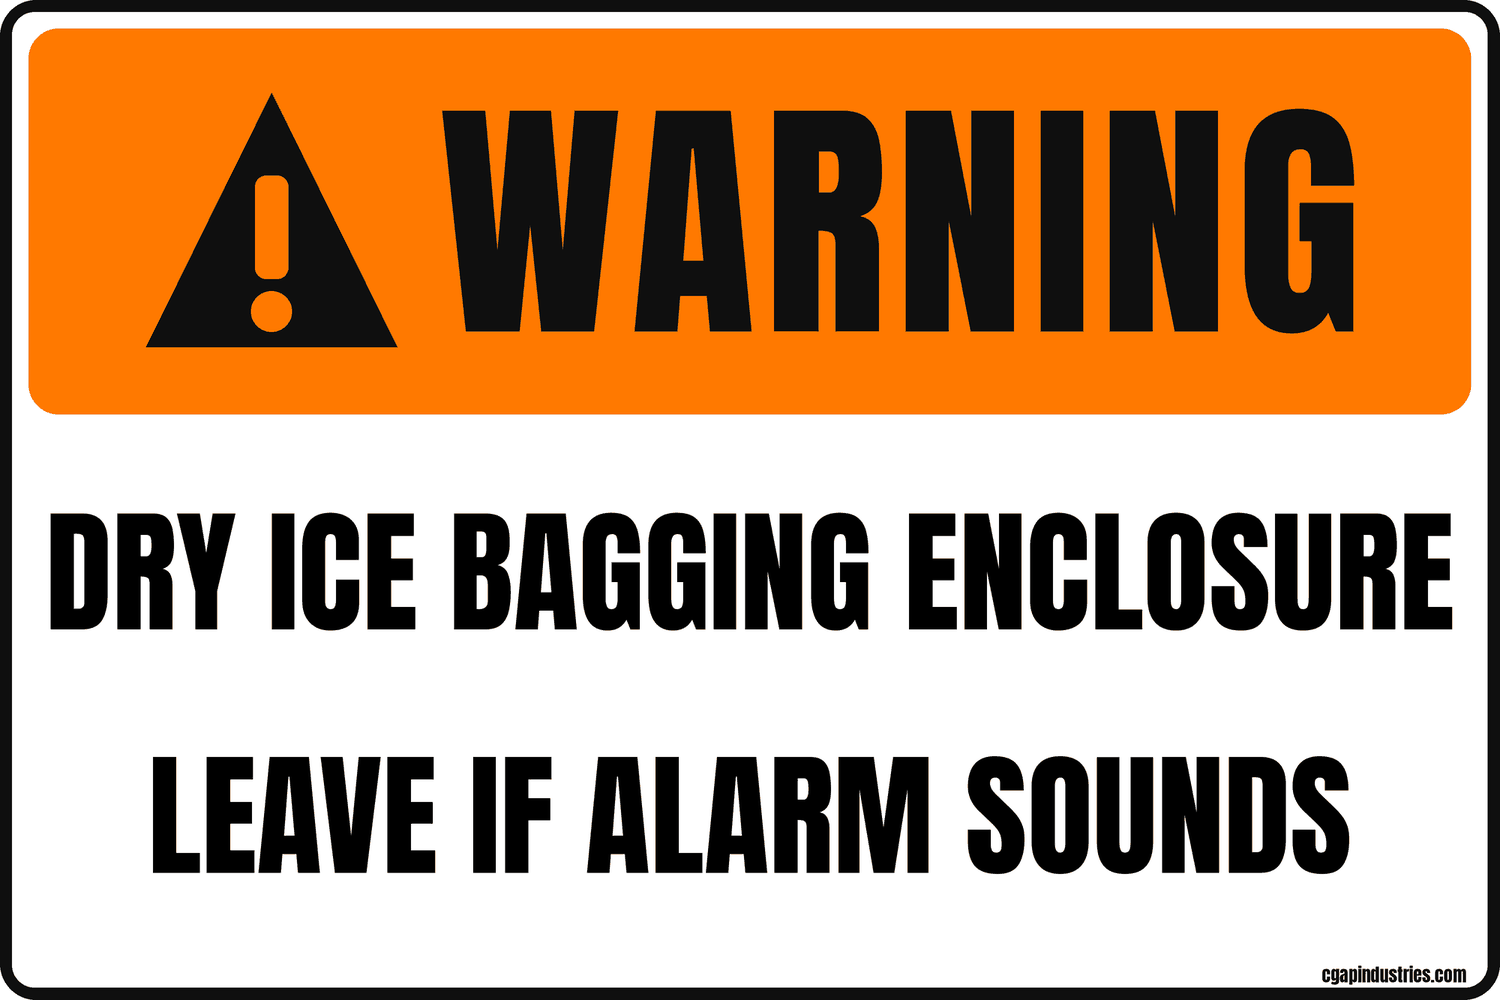 WARNING
DRY ICE BAGGING ENCLOSURE
LEAVE IF ALARM SOUNDS
cgapindustries.com